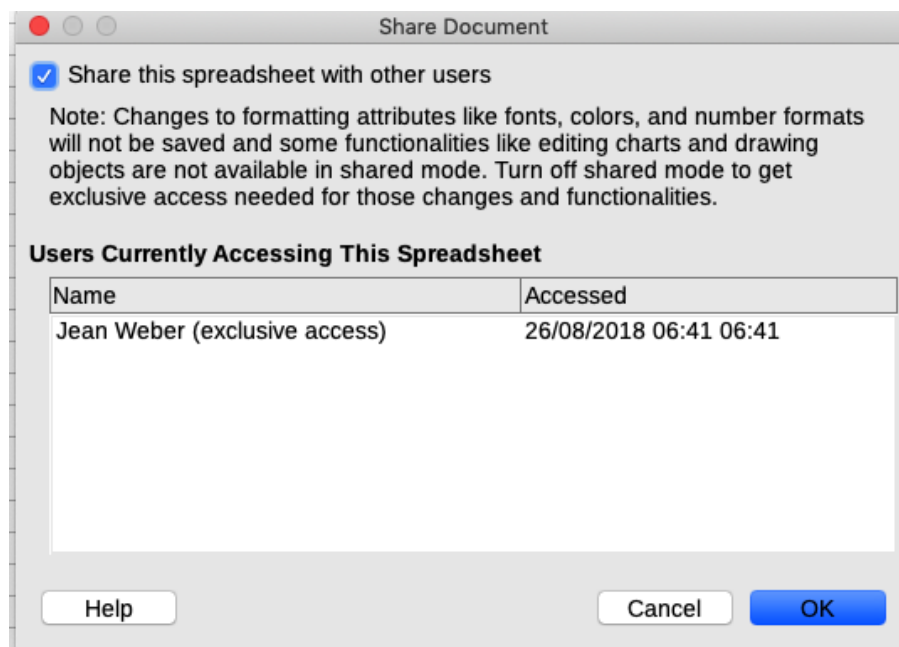 Share Document
Share this spreadsheet with other users
Note: Changes to formatting attributes like fonts, colors, and number formats
will not be saved and some functionalities like editing charts and drawing
objects are not available in shared mode. Turn off shared mode to get
exclusive access needed for those changes and functionalities.
Users Currently Accessing This Spreadsheet
Name Accessed
Jean Weber (exclusive access) 26/08/2018 06:41 06:41
Help Cancel OK